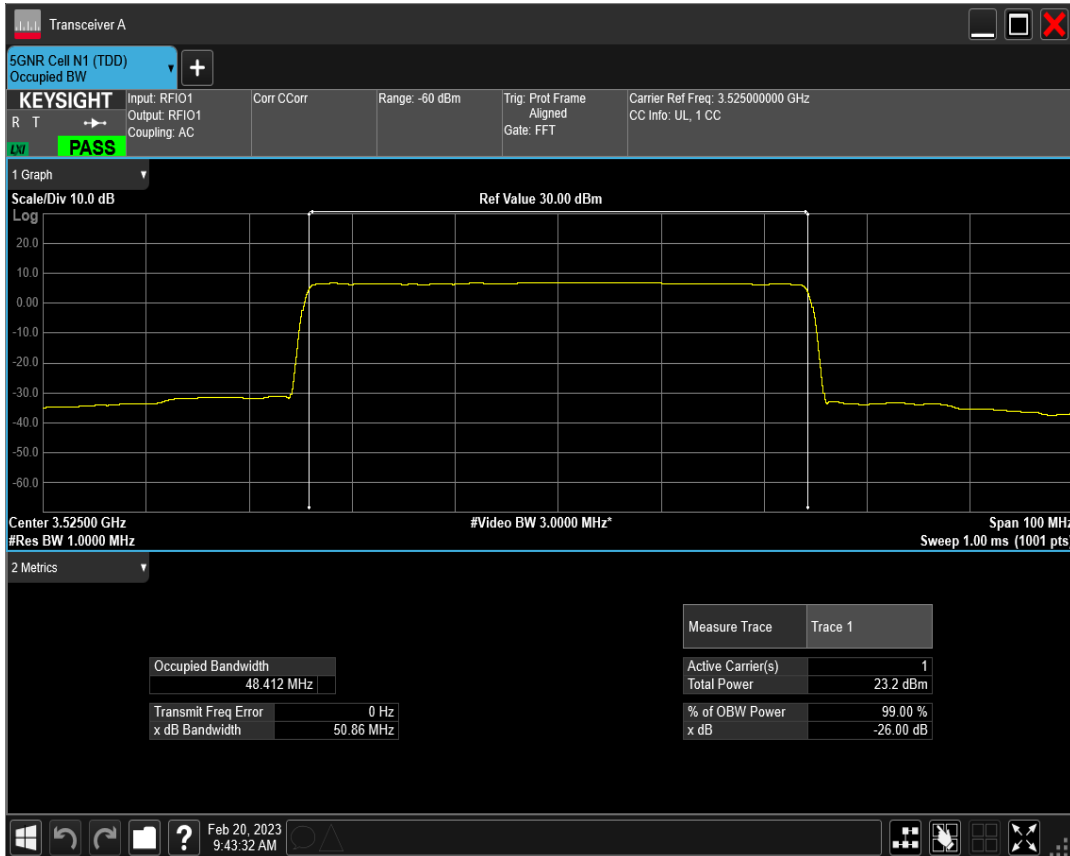 Transceiver A
5GNR Cell N1 (TDD)
Occupied BW
+
KEYSIGHT
R T
LXI
PASS
Input: RFIO1
Output: RFIO1
Coupling: AC
Corr CCorr
Range: -60 dBm
Trig: Prot Frame
Aligned
Gate: FFT
Carrier Ref Freq: 3.525000000 GHz
CC Info: UL, 1 CC
1 Graph
Scale/Div 10.0 dB
Ref Value 30.00 dBm
Log
20.0
10.0
0.00
-10.0
-20.0
-30.0
-40.0
-50.0
-60.0
Center 3.52500 GHz
#Video BW 3.0000 MHz*
Span 100 MHz
#Res BW 1.0000 MHz
Sweep 1.00 ms (1001 pts)
2 Metrics
Measure Trace Trace 1
Occupied Bandwidth
48.412 MHz
Active Carrier(s) 1
Total Power 23.2 dBm
Transmit Freq Error 0 Hz
x dB Bandwidth 50.86 MHz
% of OBW Power 99.00 %
x dB -26.00 dB
?
Feb 20, 2023
9:43:32 AM